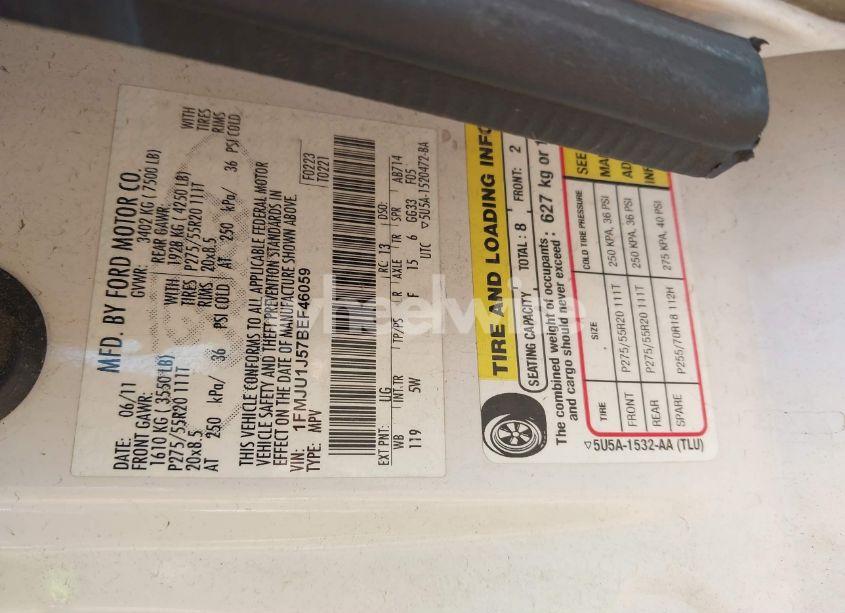 MFD. BY FORD MOTOR CO.
DATE: 06/11 GVWR: 3402 KG ( 7500 LB)
FRONT GAWR: REAR GAWR:
1610 KG ( 3550 LB) WITH 1928 KG ( 4250 LB) WITH
P275/55R20 111T TIRES P275/55R20 111T TIRES
20x8.5 RIMS 20x8.5 RIMS
AT 250 kPa/ 36 PSI COLD AT 250 kPa/ 36 PSI COLD
THIS VEHICLE CONFORMS TO ALL APPLICABLE FEDERAL MOTOR
VEHICLE SAFETY AND THEFT PREVENTION STANDARDS IN
EFFECT ON THE DATE OF MANUFACTURE SHOWN ABOVE.
VIN: 1FMJU1J57BEF46059 F0223
TYPE: MPV T0221
EXT PNT: UG RC: 13 DSO:
WB INT.TR TP/PS R AXLE TR SPR AB714
119 5W F 15 6 GG33 F05
UTC ▽5U5A-1520472-BA
TIRE AND LOADING INFO
SEATING CAPACITY TOTAL: 8 FRONT: 2
The combined weight of occupants
and cargo should never exceed: 627 kg or 1
TIRE SIZE COLD TIRE PRESSURE SEE
FRONT P275/55R20 111T 250 KPA, 36 PSI MA
REAR P275/55R20 111T 250 KPA, 36 PSI AD
SPARE P255/70R18 112H 275 KPA, 40 PSI INF
▽5U5A-1532-AA (TLU)
wheelwire